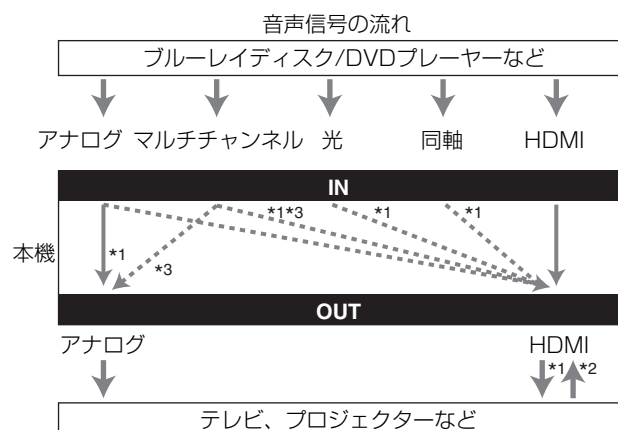 音声信号の流れ
ブルーレイディスク/DVDプレーヤーなど
アナログ マルチチャンネル 光 同軸 HDMI
IN
*1*3 *1 *1
本機 *1
*3
OUT
アナログ HDMI
*1 *2
テレビ、プロジェクターなど